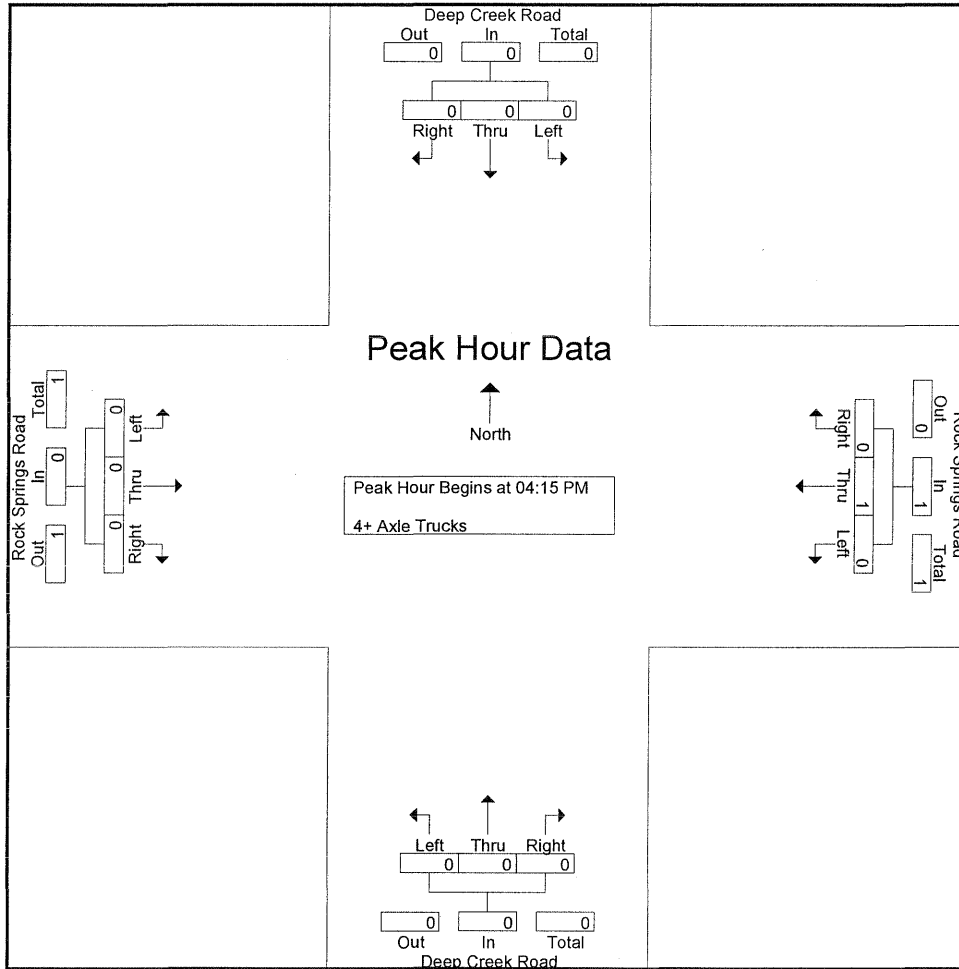 Deep Creek Road
Out In Total
0 0 0
0 0 0
Right Thru Left
Peak Hour Data
North
Peak Hour Begins at 04:15 PM
4+ Axle Trucks
Rock Springs Road
Out In Total
1 0 1
0 0 0
Left Thru Right
Rock Springs Road
Out In Total
0 1 1
0 1 0
Right Thru Left
Left Thru Right
0 0 0
0 0 0
Out In Total
Deep Creek Road